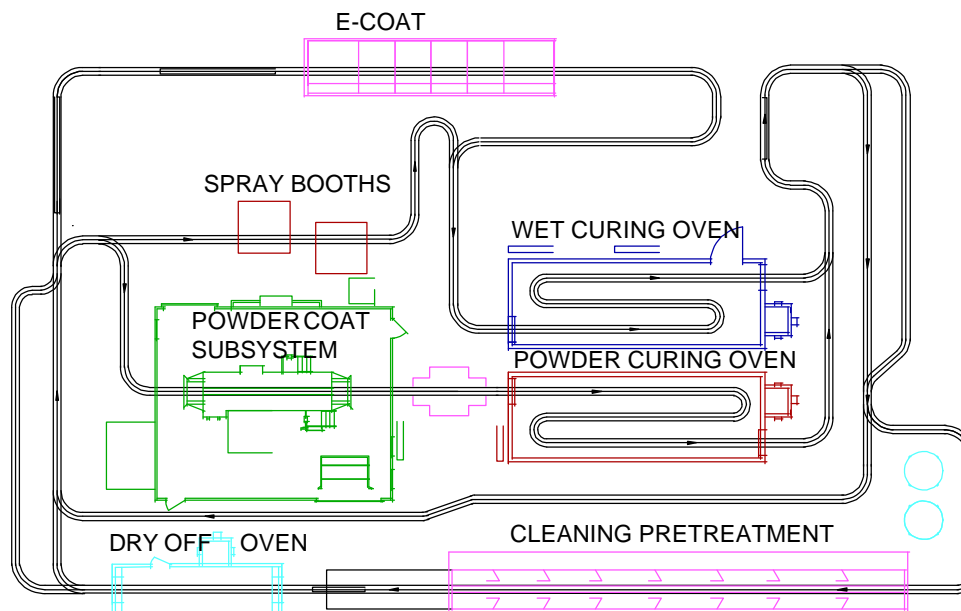 E-COAT
SPRAY BOOTHS
WET CURING OVEN
POWDER COAT
SUBSYSTEM
POWDER CURING OVEN
DRY OFF OVEN
CLEANING PRETREATMENT